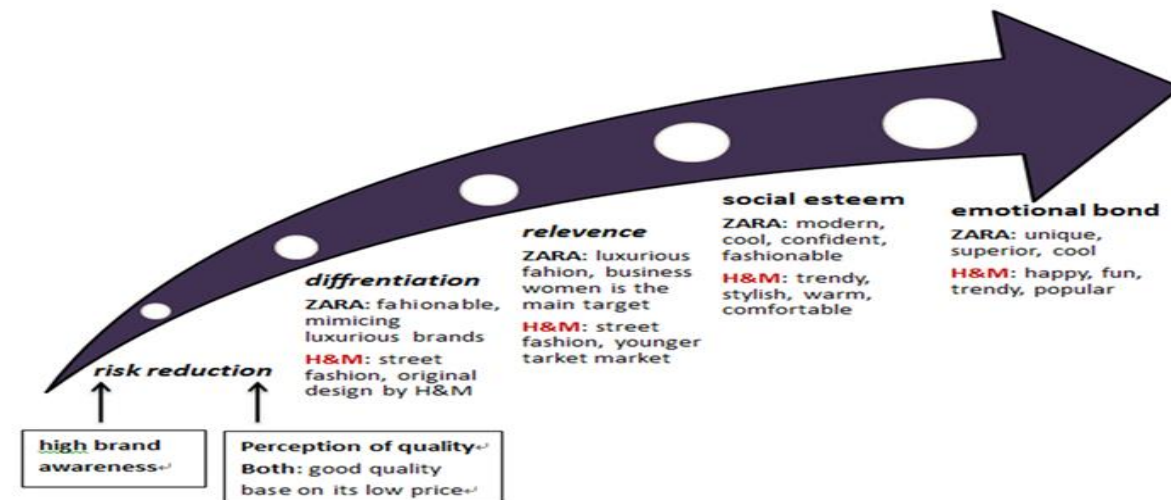 risk reduction
high brand
awareness↵
Perception of quality↵
Both: good quality
base on its low price↵
diffrentiation
ZARA: fahionable,
mimicing
luxurious brands
H&M: street
fashion, original
design by H&M
relevence
ZARA: luxurious
fahion, business
women is the
main target
H&M: street
fashion, younger
tarket market
social esteem
ZARA: modern,
cool, confident,
fashionable
H&M: trendy,
stylish, warm,
comfortable
emotional bond
ZARA: unique,
superior, cool
H&M: happy, fun,
trendy, popular